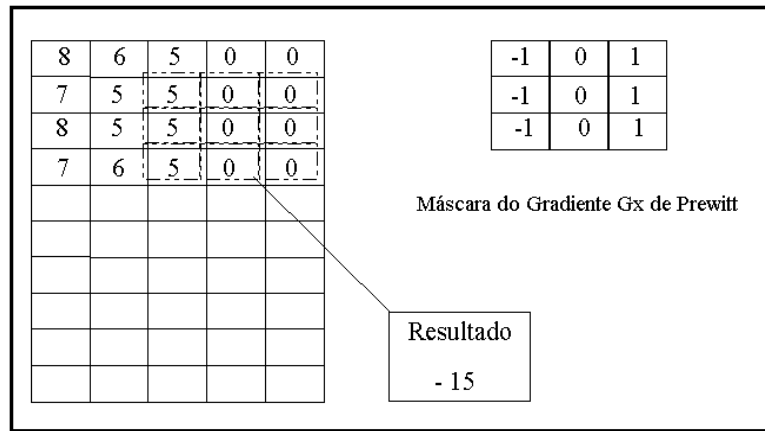 8 6 5 0 0
7 5 5 0 0
8 5 5 0 0
7 6 5 0 0
-1 0 1
-1 0 1
-1 0 1
Máscara do Gradiente Gx de Prewitt
Resultado
- 15